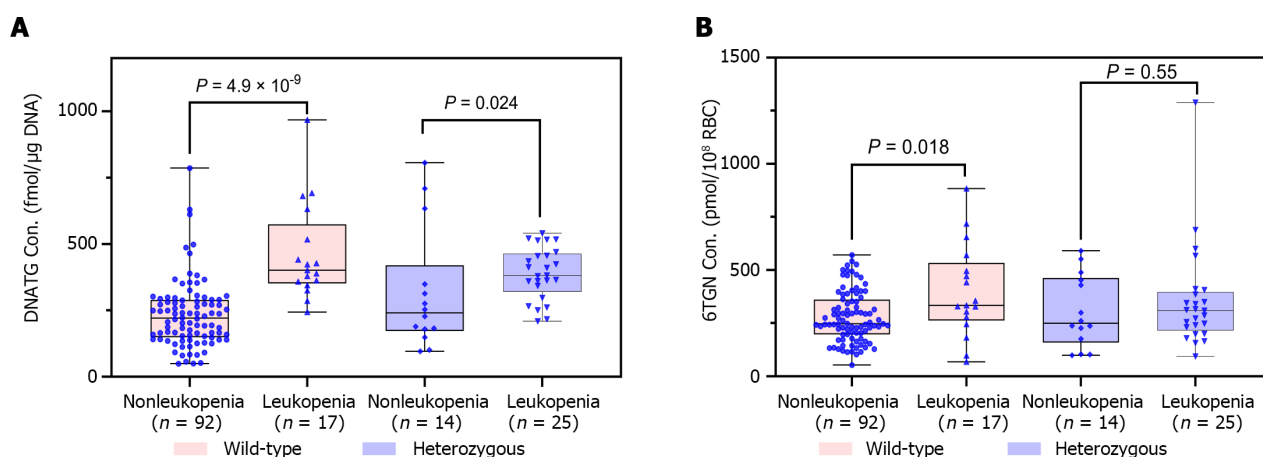 A
DNATG Con. (fmol/µg DNA)
1000
500
0
P = 4.9 × 10⁻⁹
P = 0.024
Nonleukopenia Leukopenia Nonleukopenia Leukopenia
(n = 92) (n = 17) (n = 14) (n = 25)
Wild-type Heterozygous
B
6TGN Con. (pmol/10⁸ RBC)
1500
1000
500
0
P = 0.018
P = 0.55
Nonleukopenia Leukopenia Nonleukopenia Leukopenia
(n = 92) (n = 17) (n = 14) (n = 25)
Wild-type Heterozygous